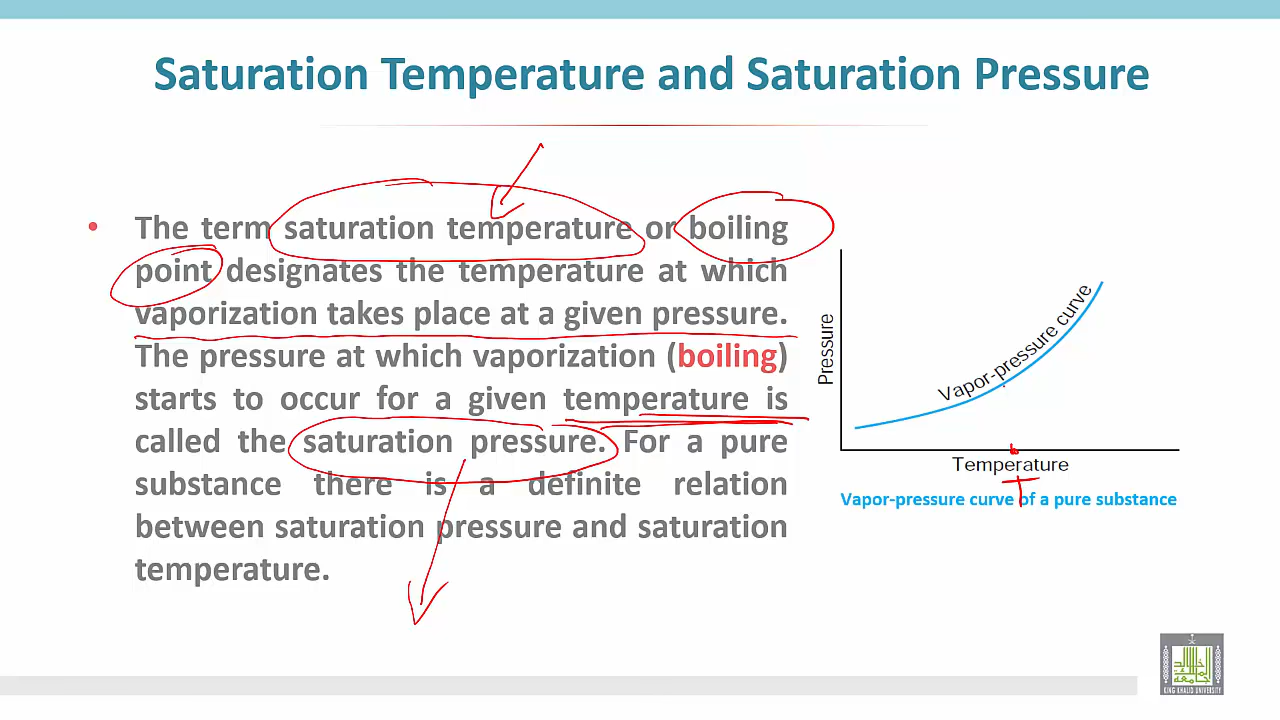 Saturation Temperature and Saturation Pressure
• The term saturation temperature or boiling
point designates the temperature at which
vaporization takes place at a given pressure.
The pressure at which vaporization (boiling)
starts to occur for a given temperature is
called the saturation pressure. For a pure
substance there is a definite relation
between saturation pressure and saturation
temperature.
Pressure
Vapor-pressure curve
Temperature
T
Vapor-pressure curve of a pure substance
KING KHALID UNIVERSITY